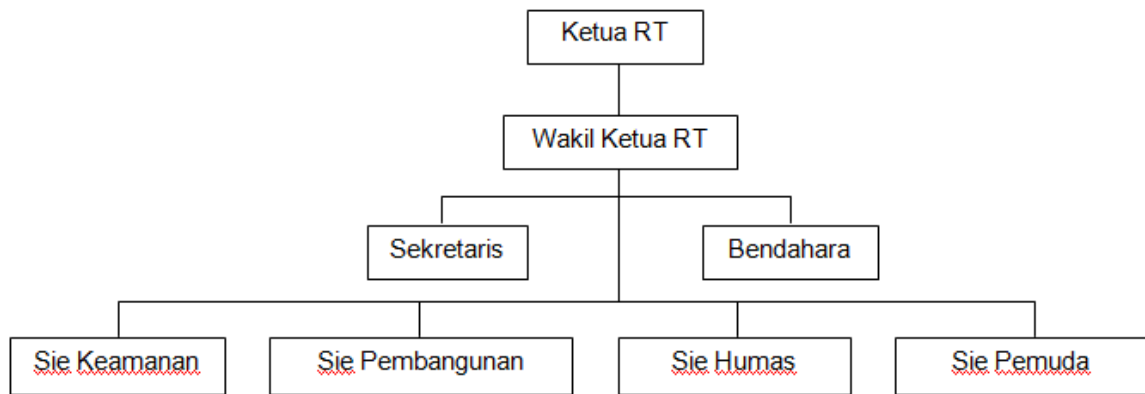 Ketua RT
Wakil Ketua RT
Sekretaris
Bendahara
Sie Keamanan
Sie Pembangunan
Sie Humas
Sie Pemuda